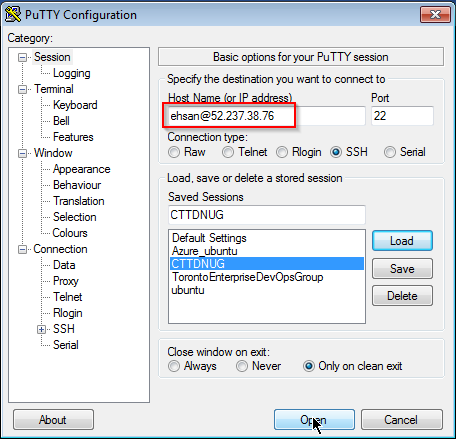 PuTTY Configuration
Category:
Session
Logging
Terminal
Keyboard
Bell
Features
Window
Appearance
Behaviour
Translation
Selection
Colours
Connection
Data
Proxy
Telnet
Rlogin
SSH
Serial
Basic options for your PuTTY session
Specify the destination you want to connect to
Host Name (or IP address) Port
ehsan@52.237.38.76 22
Connection type:
Raw Telnet Rlogin SSH Serial
Load, save or delete a stored session
Saved Sessions
CTTDNUG
Default Settings
Azure_ubuntu
CTTDNUG
TorontoEnterpriseDevOpsGroup
ubuntu
Load
Save
Delete
Close window on exit:
Always Never Only on clean exit
About Open Cancel